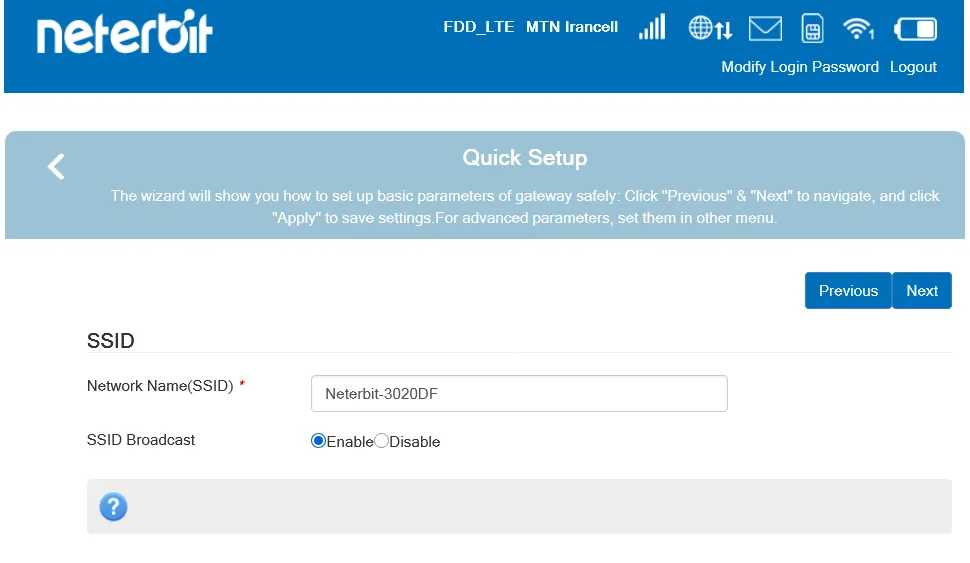 neterbit
FDD_LTE MTN Irancell
1
Modify Login Password Logout
Quick Setup
The wizard will show you how to set up basic parameters of gateway safely: Click "Previous" & "Next" to navigate, and click
"Apply" to save settings.For advanced parameters, set them in other menu.
Previous Next
SSID
Network Name(SSID) *
Neterbit-3020DF
SSID Broadcast
Enable Disable
?